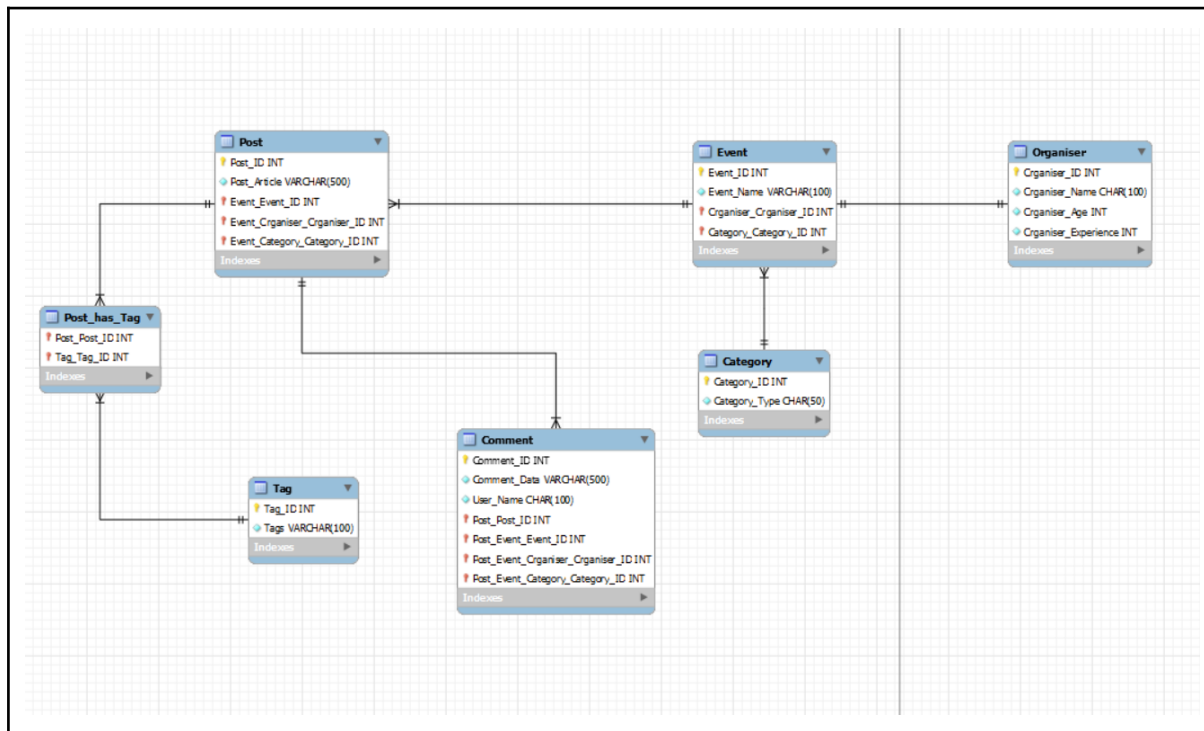 Post
Post_ID INT
Post_Article VARCHAR(500)
Event_Event_ID INT
Event_Crganiser_Crganiser_ID INT
Event_Category_Category_ID INT
Indexes
Event
Event_ID INT
Event_Name VARCHAR(100)
Crganiser_Crganiser_ID INT
Category_Category_ID INT
Indexes
Organiser
Crganiser_ID INT
Crganiser_Name CHAR(100)
Crganiser_Age INT
Crganiser_Experience INT
Indexes
Post_has_Tag
Post_Post_ID INT
Tag_Tag_ID INT
Indexes
Category
Category_ID INT
Category_Type CHAR(50)
Indexes
Comment
Comment_ID INT
Comment_Data VARCHAR(500)
User_Name CHAR(100)
Post_Post_ID INT
Post_Event_Event_ID INT
Post_Event_Crganiser_Crganiser_ID INT
Post_Event_Category_Category_ID INT
Indexes
Tag
Tag_ID INT
Tags VARCHAR(100)
Indexes